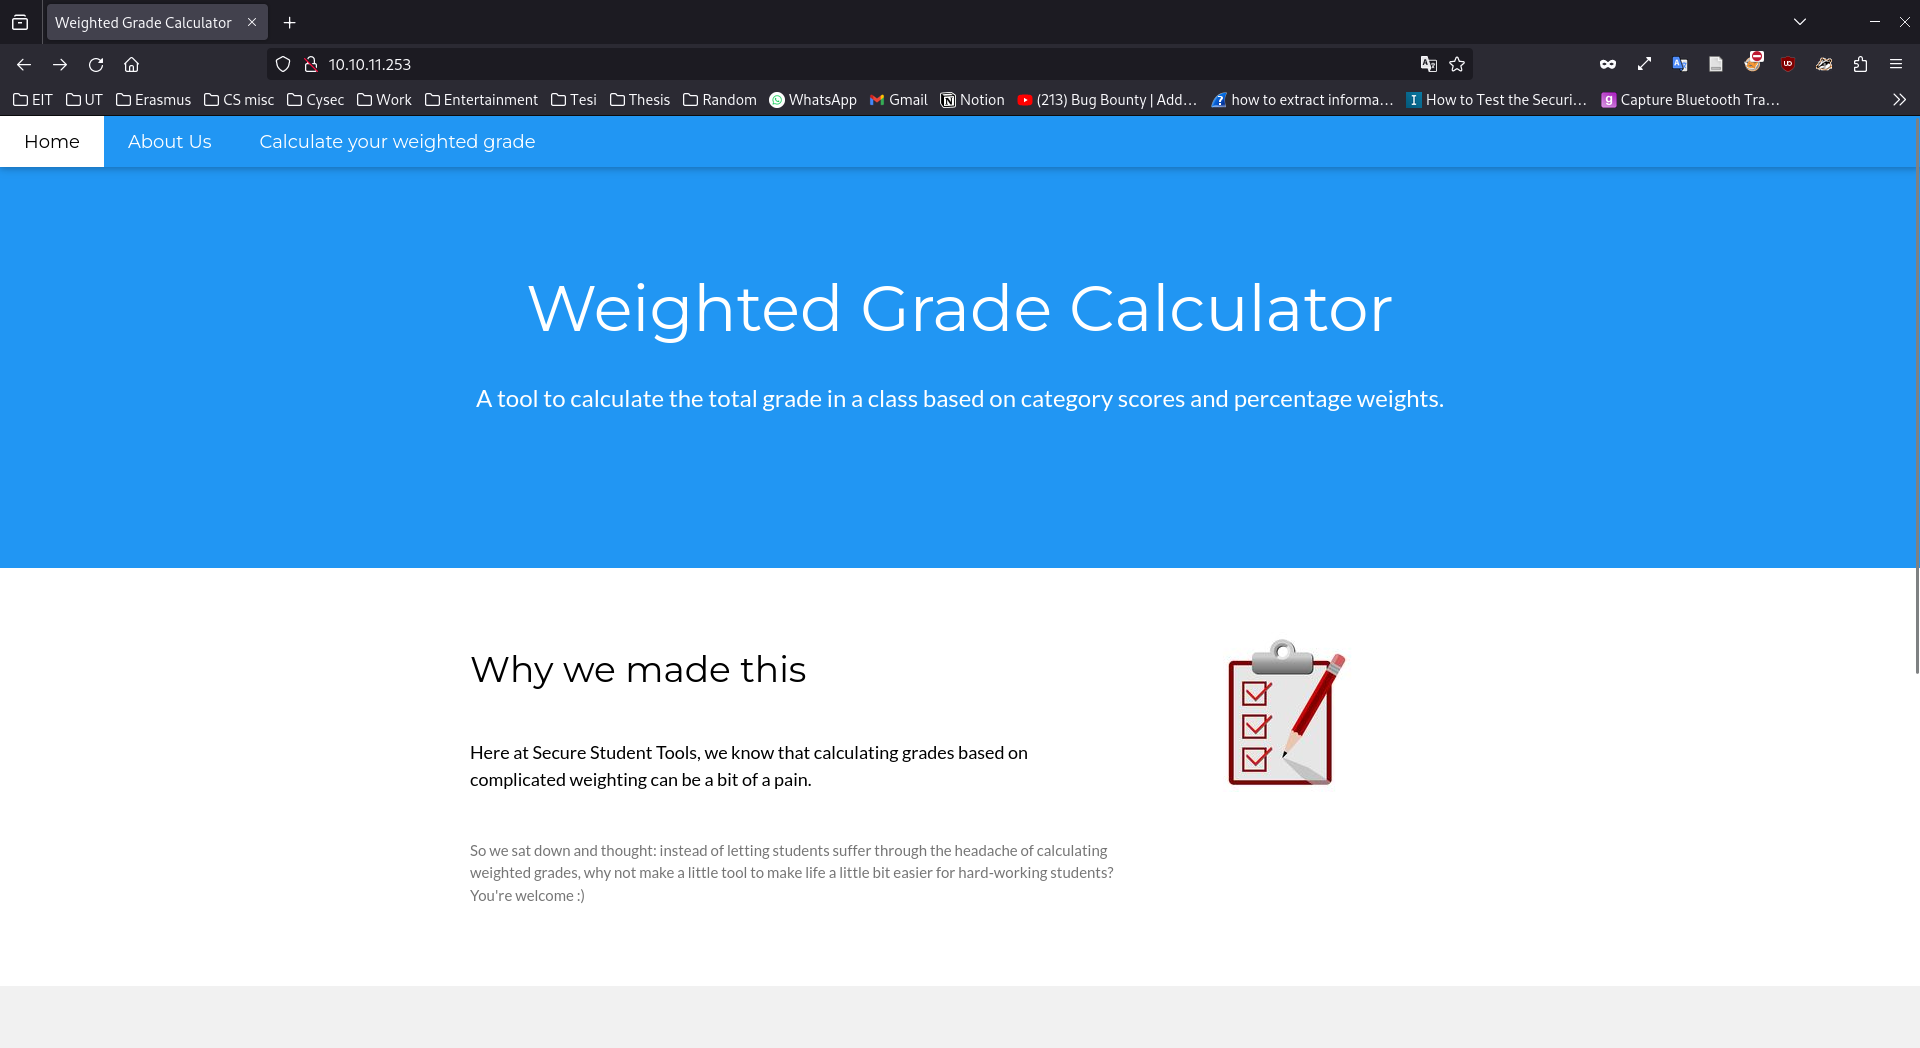 Weighted Grade Calculator
10.10.11.253
EIT UT Erasmus CS misc Cysec Work Entertainment Tesi Thesis Random WhatsApp Gmail Notion (213) Bug Bounty | Add… how to extract informa… How to Test the Securi… Capture Bluetooth Tra…
Home About Us Calculate your weighted grade
Weighted Grade Calculator
A tool to calculate the total grade in a class based on category scores and percentage weights.
Why we made this
Here at Secure Student Tools, we know that calculating grades based on
complicated weighting can be a bit of a pain.
So we sat down and thought: instead of letting students suffer through the headache of calculating
weighted grades, why not make a little tool to make life a little bit easier for hard-working students?
You're welcome :)